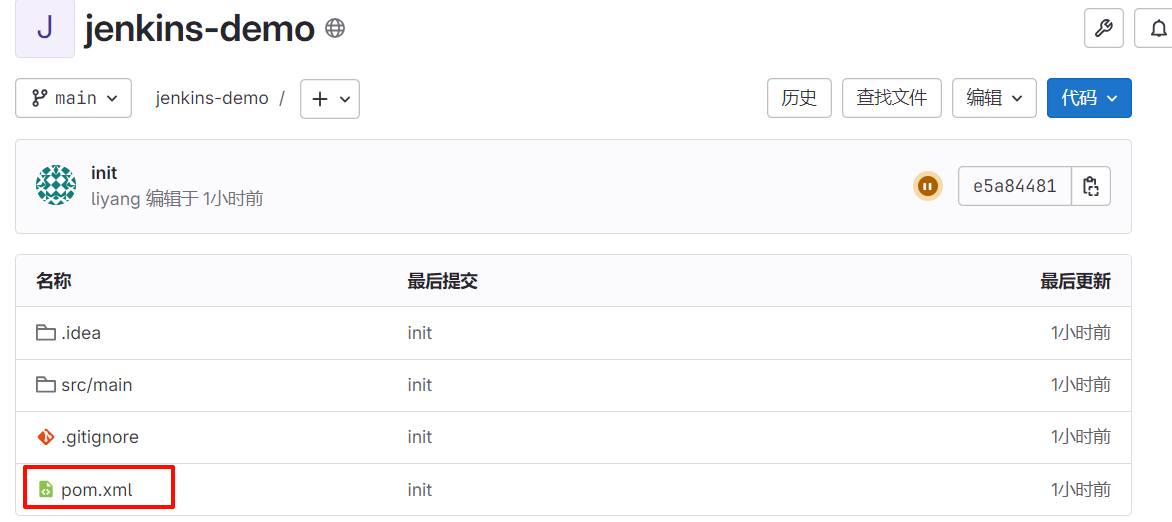 J jenkins-demo
main jenkins-demo / + 历史 查找文件 编辑 代码
init
liyang 编辑于 1小时前
e5a84481
名称 最后提交 最后更新
.idea init 1小时前
src/main init 1小时前
.gitignore init 1小时前
pom.xml init 1小时前